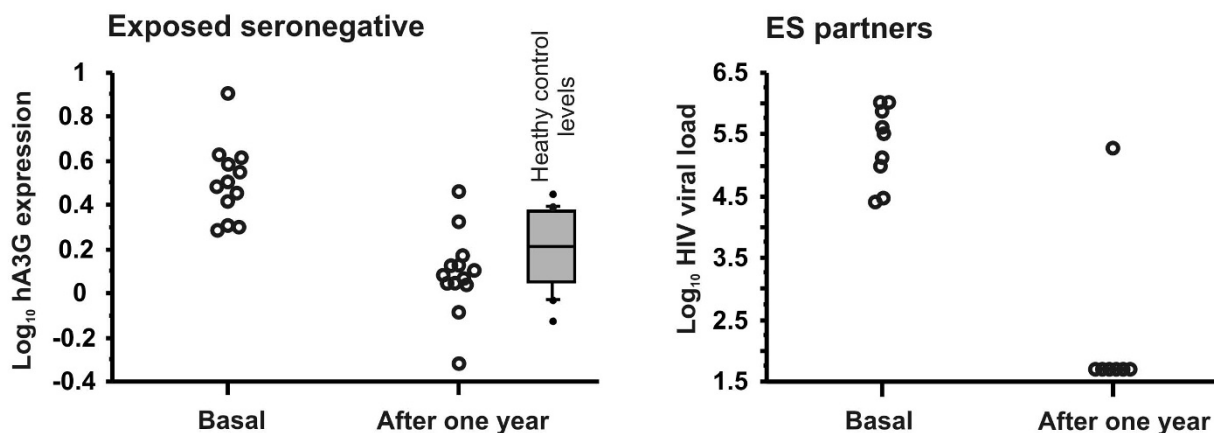 Exposed seronegative
Log₁₀ hA3G expression
1
0.8
0.6
0.4
0.2
0
-0.2
-0.4
Heathy control
levels
Basal
After one year
ES partners
Log₁₀ HIV viral load
6.5
5.5
4.5
3.5
2.5
1.5
Basal
After one year